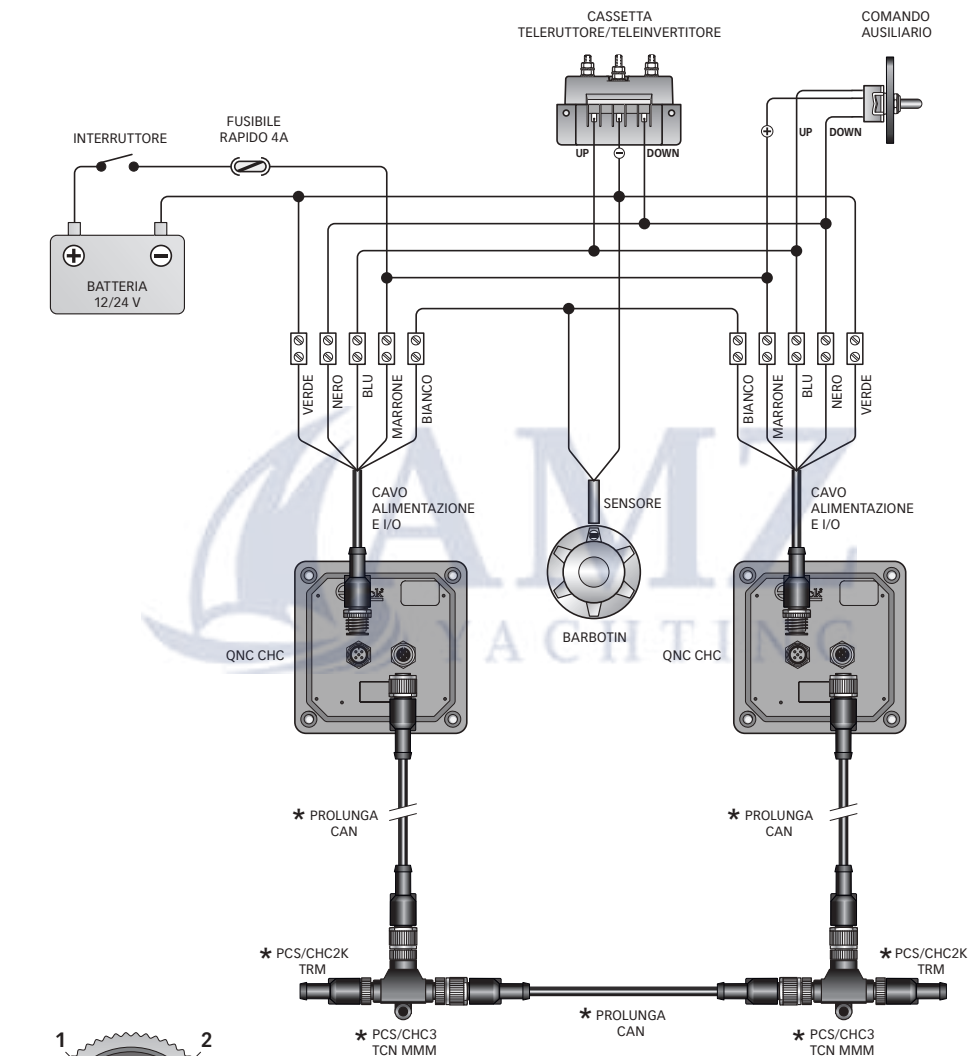 CASSETTA
TELERUTTORE/TELEINVERTITORE
COMANDO
AUSILIARIO
INTERRUTTORE
FUSIBILE
RAPIDO 4A
UP
DOWN
UP
DOWN
BATTERIA
12/24 V
VERDE
NERO
BLU
MARRONE
BIANCO
BIANCO
MARRONE
BLU
NERO
VERDE
CAVO
ALIMENTAZIONE
E I/O
SENSORE
CAVO
ALIMENTAZIONE
E I/O
AMZ
YACHTING
BARBOTIN
QNC CHC
QNC CHC
* PROLUNGA
CAN
* PROLUNGA
CAN
* PCS/CHC2K
TRM
* PCS/CHC2K
TRM
* PROLUNGA
CAN
* PCS/CHC3
TCN MMM
* PCS/CHC3
TCN MMM
1
2